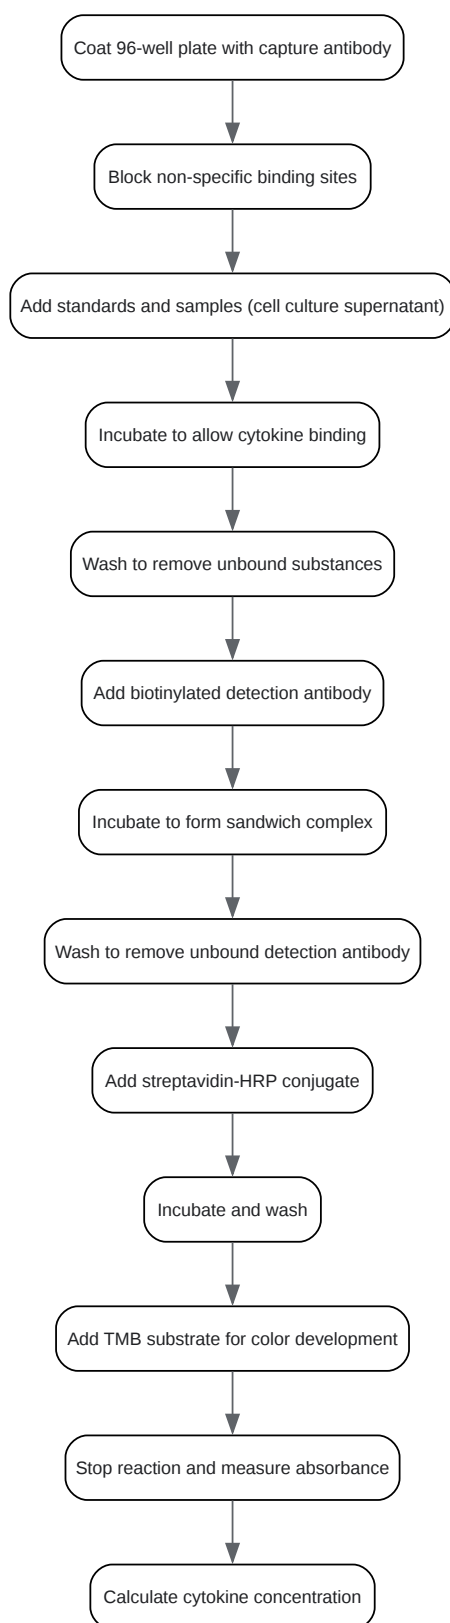 Coat 96-well plate with capture antibody
Block non-specific binding sites
Add standards and samples (cell culture supernatant)
Incubate to allow cytokine binding
Wash to remove unbound substances
Add biotinylated detection antibody
Incubate to form sandwich complex
Wash to remove unbound detection antibody
Add streptavidin-HRP conjugate
Incubate and wash
Add TMB substrate for color development
Stop reaction and measure absorbance
Calculate cytokine concentration